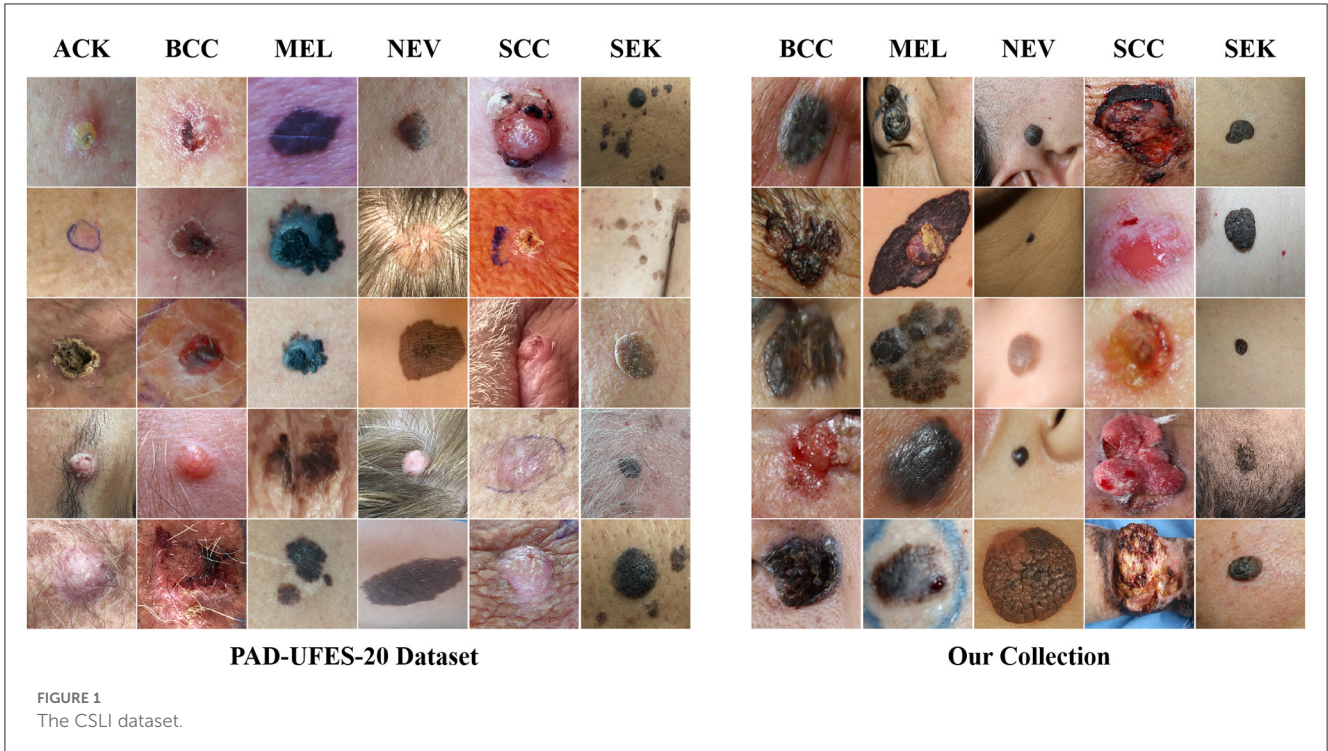 ACK BCC MEL NEV SCC SEK
BCC MEL NEV SCC SEK
PAD-UFES-20 Dataset
Our Collection
FIGURE 1
The CSLI dataset.